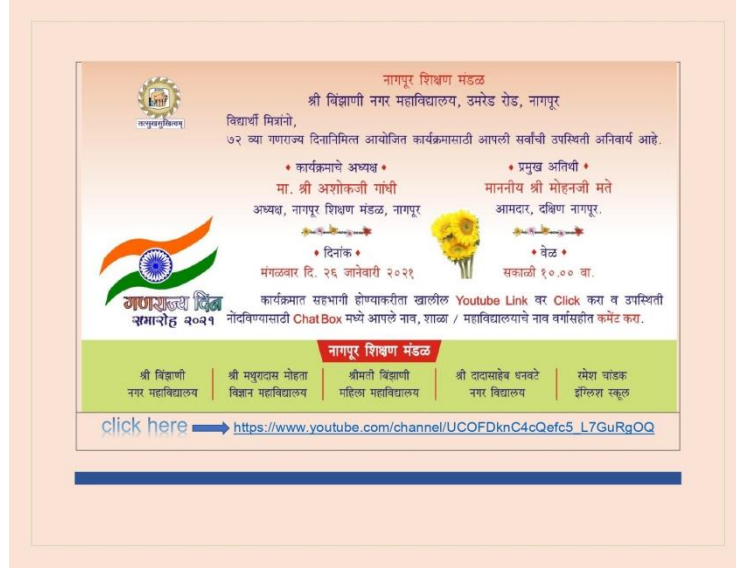 नागपूर शिक्षण मंडळ
श्री बिंझाणी नगर महाविद्यालय, उमरेड रोड, नागपूर
तत्सुखसुखित्वम्
विद्यार्थी मित्रांनो,
७२ व्या गणराज्य दिनानिमित्त आयोजित कार्यक्रमासाठी आपली सर्वांची उपस्थिती अनिवार्य आहे.
♦ कार्यक्रमाचे अध्यक्ष ♦
मा. श्री अशोकजी गांधी
अध्यक्ष, नागपूर शिक्षण मंडळ, नागपूर
♦ प्रमुख अतिथी ♦
माननीय श्री मोहनजी मते
आमदार, दक्षिण नागपूर.
♦ दिनांक ♦
मंगळवार दि. २६ जानेवारी २०२१
♦ वेळ ♦
सकाळी १०.०० वा.
गणराज्य दिन
समारोह २०२१
कार्यक्रमात सहभागी होण्याकरीता खालील Youtube Link वर Click करा व उपस्थिती
नोंदविण्यासाठी Chat Box मध्ये आपले नाव, शाळा / महाविद्यालयाचे नाव वर्गासहीत कमेंट करा.
नागपूर शिक्षण मंडळ
श्री बिंझाणी
नगर महाविद्यालय
श्री मथुरादास मोहता
विज्ञान महाविद्यालय
श्रीमती बिंझाणी
महिला महाविद्यालय
श्री दादासाहेब धनवटे
नगर विद्यालय
रमेश चांडक
इंग्लिश स्कूल
click here https://www.youtube.com/channel/UCOFDknC4cQefc5_L7GuRgOQ